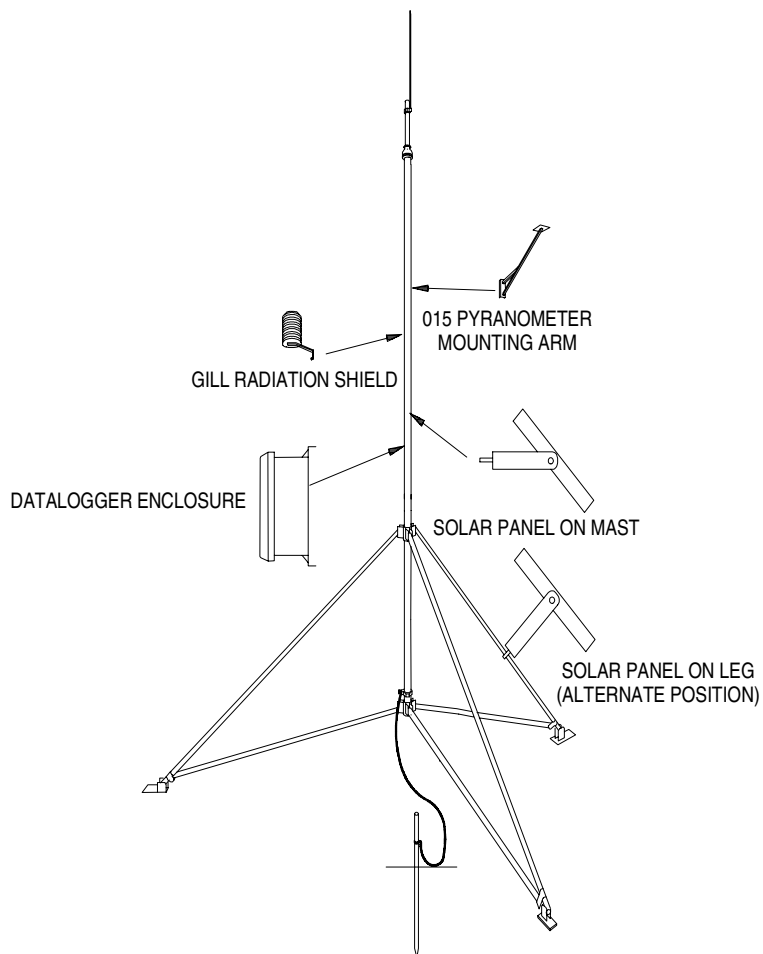 015 PYRANOMETER
MOUNTING ARM
GILL RADIATION SHIELD
DATALOGGER ENCLOSURE
SOLAR PANEL ON MAST
SOLAR PANEL ON LEG
(ALTERNATE POSITION)